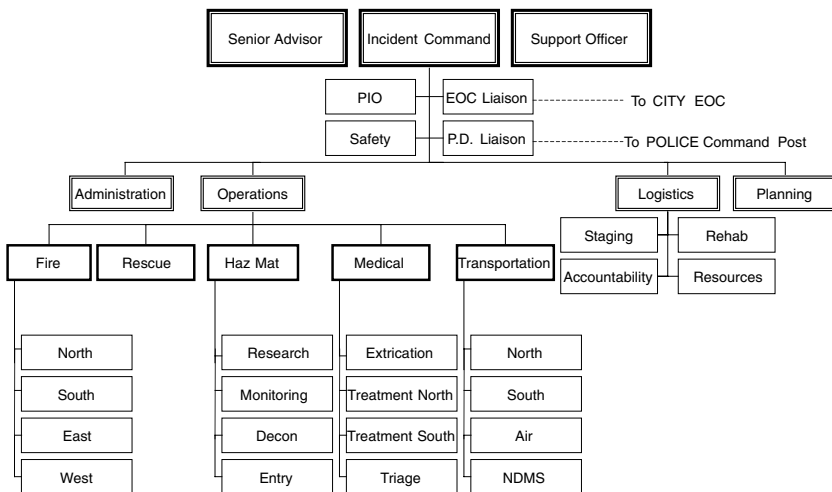 Senior Advisor
Incident Command
Support Officer
PIO
EOC Liaison
To CITY EOC
Safety
P.D. Liaison
To POLICE Command Post
Administration
Operations
Logistics
Planning
Staging
Rehab
Accountability
Resources
Fire
Rescue
Haz Mat
Medical
Transportation
North
Research
Extrication
North
South
Monitoring
Treatment North
South
East
Decon
Treatment South
Air
West
Entry
Triage
NDMS